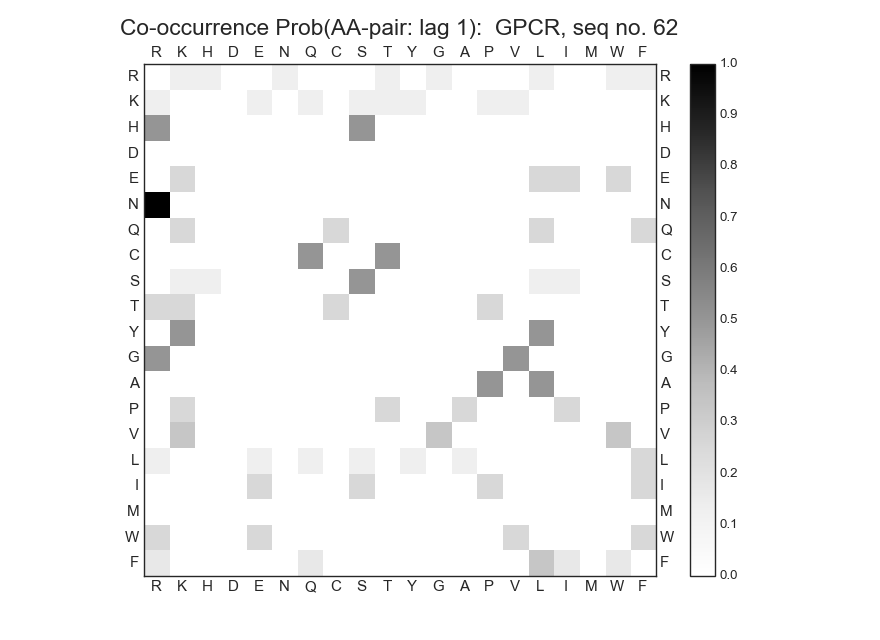 Co-occurrence Prob(AA-pair: lag 1):  GPCR, seq no. 62
R K H D E N Q C S T Y G A P V L I M W F
R R 1.0
K K 0.9
H H
D D 0.8
E E
N N 0.7
Q Q
C C 0.6
S S
T T 0.5
Y Y
G G 0.4
A A
P P 0.3
V V
L L 0.2
I I
M M 0.1
W W
F F 0.0
R K H D E N Q C S T Y G A P V L I M W F